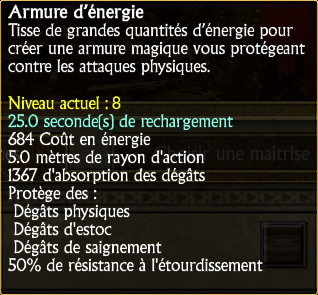 Armure d'énergie
Tisse de grandes quantités d'énergie pour
créer une armure magique vous protégeant
contre les attaques physiques.
Niveau actuel : 8
25.0 seconde(s) de rechargement
684 Coût en énergie
5.0 mètres de rayon d'action
1367 d'absorption des dégâts
Protège des :
Dégâts physiques
Dégâts d'estoc
Dégâts de saignement
50% de résistance à l'étourdissement
une maîtrise